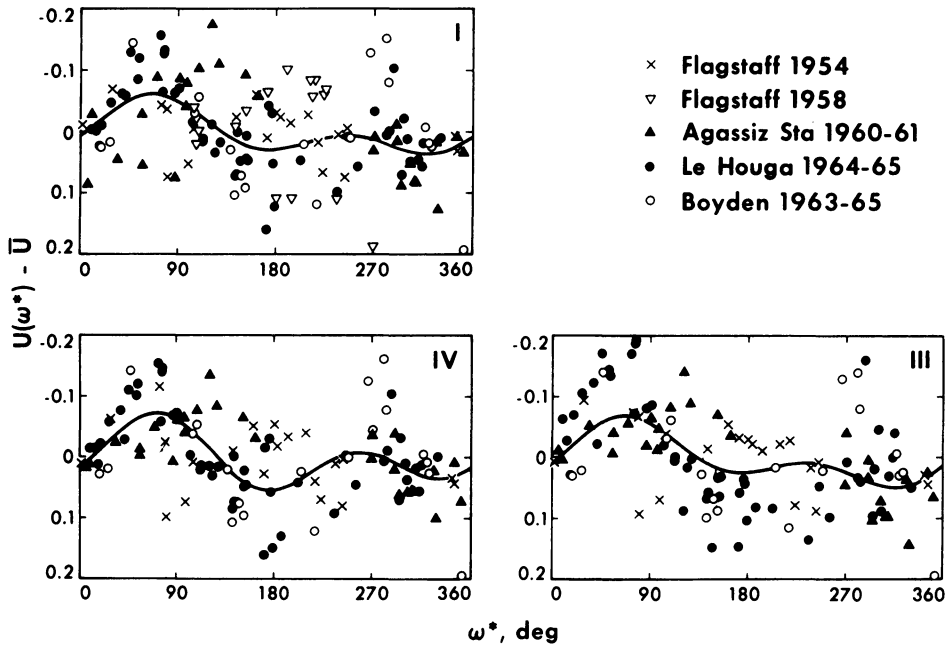 -0.2
-0.1
0
0.1
0.2
I
0 90 180 270 360
× Flagstaff 1954
▽ Flagstaff 1958
▲ Agassiz Sta 1960-61
● Le Houga 1964-65
○ Boyden 1963-65
U(ω*) - U̅
-0.2
-0.1
0
0.1
0.2
IV
0 90 180 270 360
-0.2
-0.1
0
0.1
0.2
III
0 90 180 270 360
ω*, deg